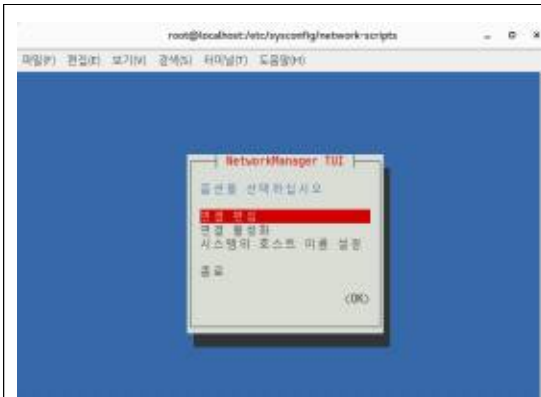 root@localhost:/etc/sysconfig/network-scripts
파일(F) 편집(E) 보기(V) 검색(S) 터미널(T) 도움말(H)
NetworkManager TUI
옵션을 선택하십시오
연결 편집
연결 활성화
시스템의 호스트 이름 설정
종료
<OK>